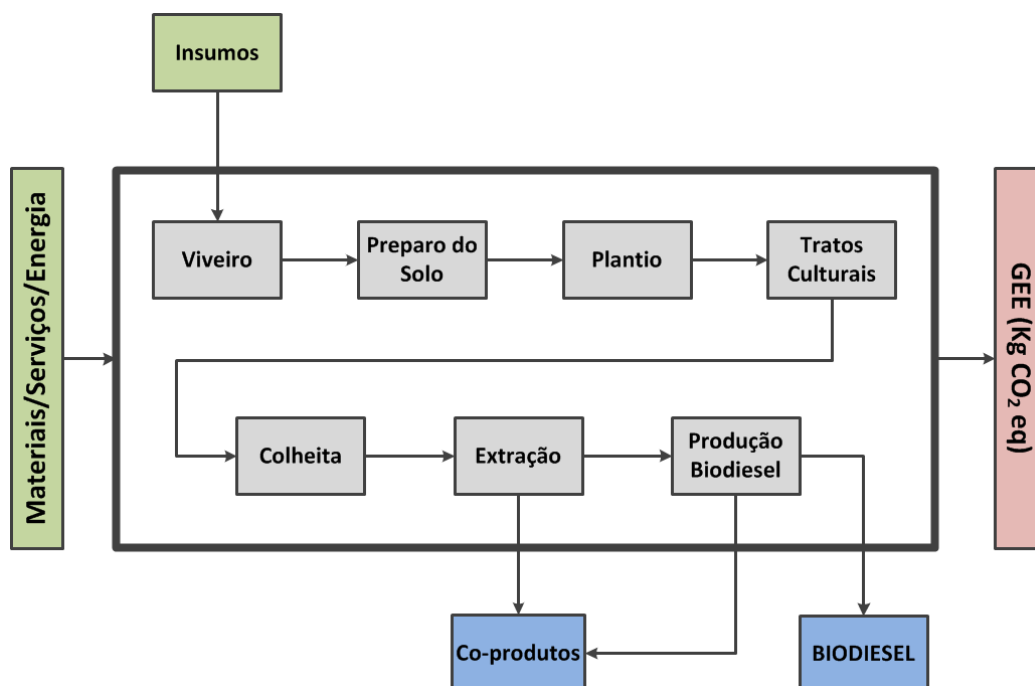 Insumos
Materiais/Serviços/Energia
Viveiro
Preparo do
Solo
Plantio
Tratos
Culturais
GEE (Kg CO₂ eq)
Colheita
Extração
Produção
Biodiesel
Co-produtos
BIODIESEL